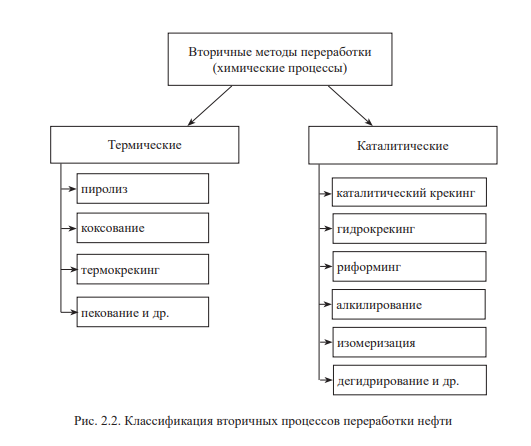 Вторичные методы переработки
(химические процессы)
Термические
Каталитические
пиролиз
коксование
термокрекинг
пекование и др.
каталитический крекинг
гидрокрекинг
риформинг
алкилирование
изомеризация
дегидрирование и др.
Рис. 2.2. Классификация вторичных процессов переработки нефти